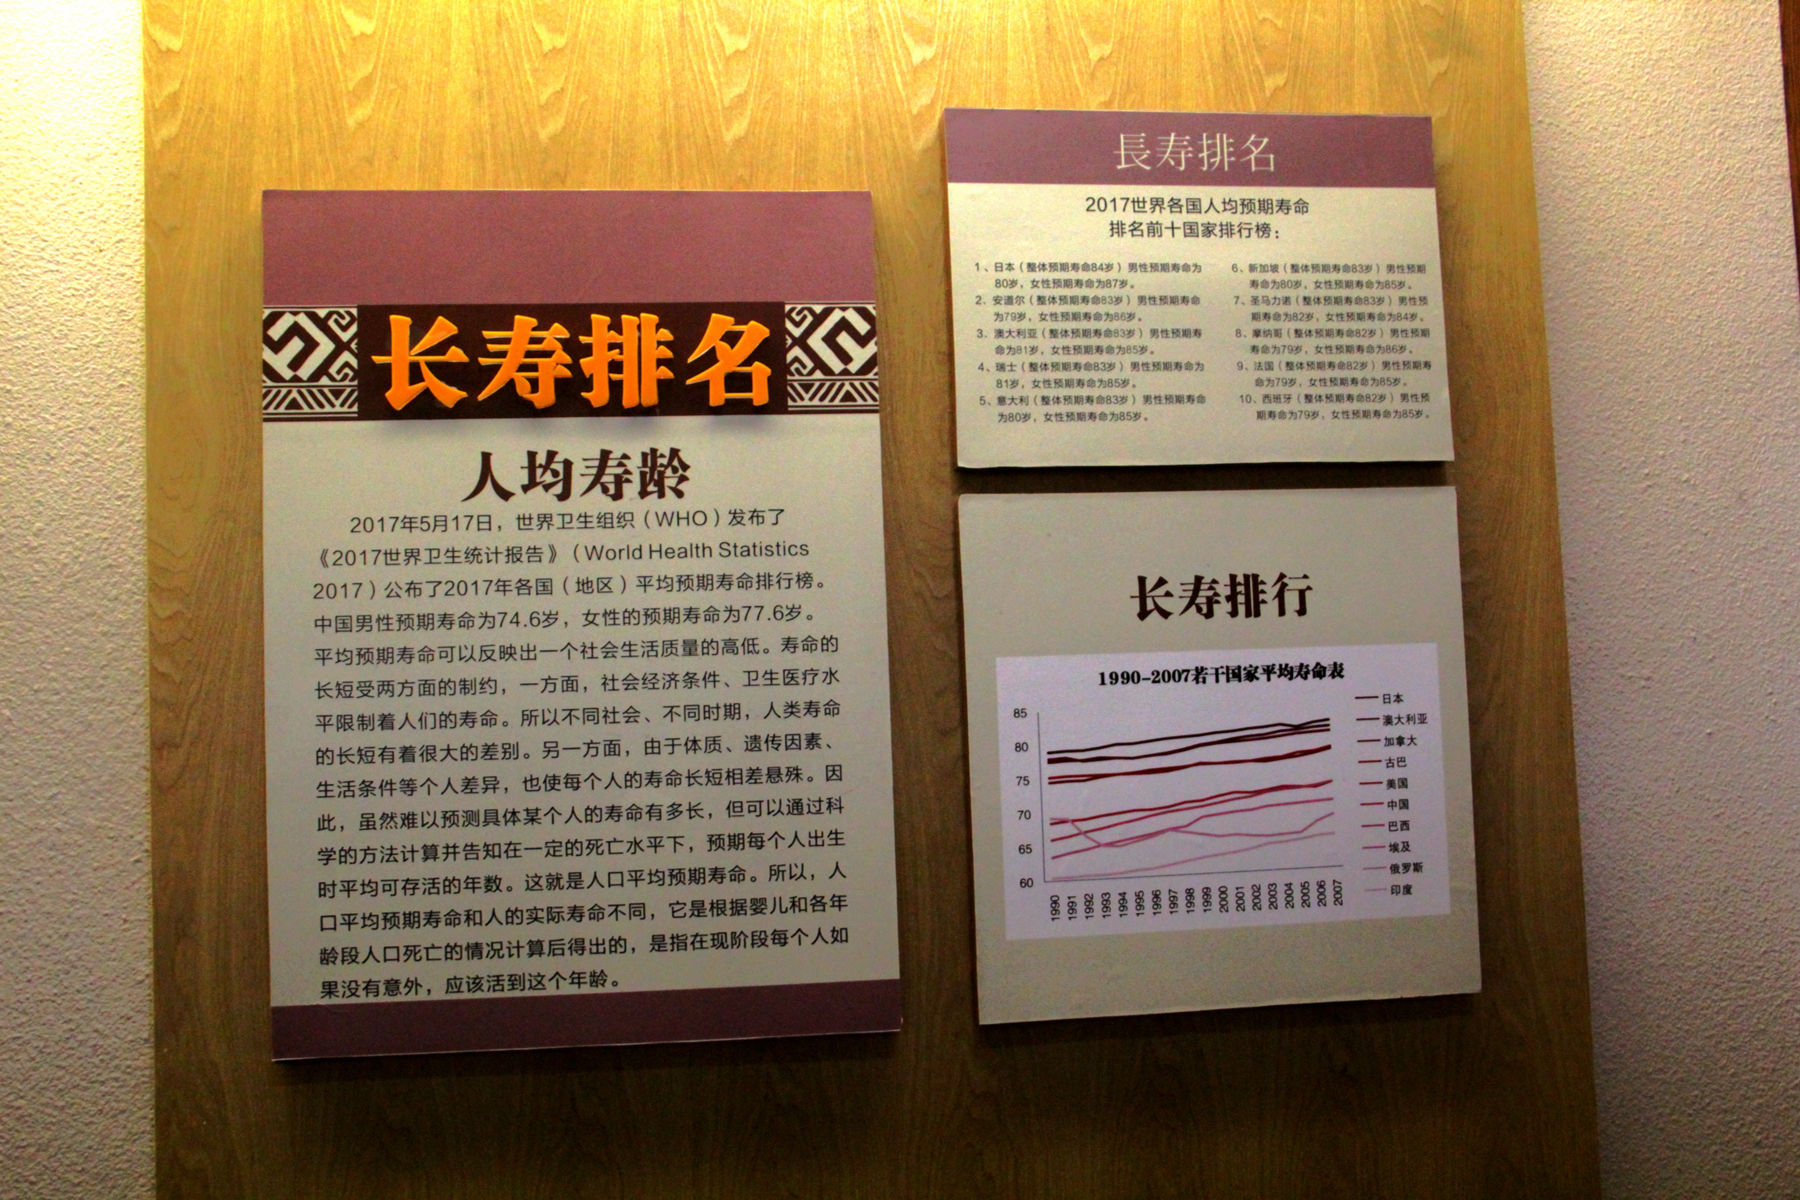 长寿排名
人均寿龄
2017年5月17日，世界卫生组织（WHO）发布了
《2017世界卫生统计报告》（World Health Statistics
2017）公布了2017年各国（地区）平均预期寿命排行榜。
中国男性预期寿命为74.6岁，女性的预期寿命为77.6岁。
平均预期寿命可以反映出一个社会生活质量的高低。寿命的
长短受两方面的制约，一方面，社会经济条件、卫生医疗水
平限制着人们的寿命。所以不同社会、不同时期，人类寿命
的长短有着很大的差别。另一方面，由于体质、遗传因素、
生活条件等个人差异，也使每个人的寿命长短相差悬殊。因
此，虽然难以预测具体某个人的寿命有多长，但可以通过科
学的方法计算并告知在一定的死亡水平下，预期每个人出生
时平均可存活的年数。这就是人口平均预期寿命。所以，人
口平均预期寿命和人的实际寿命不同，它是根据婴儿和各年
龄段人口死亡的情况计算后得出的，是指在现阶段每个人如
果没有意外，应该活到这个年龄。
長寿排名
2017世界各国人均预期寿命
排名前十国家排行榜：
1、日本（整体预期寿命84岁）男性预期寿命为
80岁，女性预期寿命为87岁。
2、安道尔（整体预期寿命83岁）男性预期寿命
为79岁，女性预期寿命为86岁。
3、澳大利亚（整体预期寿命83岁）男性预期寿
命为81岁，女性预期寿命为85岁。
4、瑞士（整体预期寿命83岁）男性预期寿命为
81岁，女性预期寿命为85岁。
5、意大利（整体预期寿命83岁）男性预期寿命
为80岁，女性预期寿命为85岁。
6、新加坡（整体预期寿命83岁）男性预期
寿命为80岁，女性预期寿命为85岁。
7、圣马力诺（整体预期寿命83岁）男性预
期寿命为82岁，女性预期寿命为84岁。
8、摩纳哥（整体预期寿命82岁）男性预期
寿命为79岁，女性预期寿命为86岁。
9、法国（整体预期寿命82岁）男性预期寿
命为79岁，女性预期寿命为85岁。
10、西班牙（整体预期寿命82岁）男性预
期寿命为79岁，女性预期寿命为85岁。
长寿排行
1990-2007若干国家平均寿命表
85
80
75
70
65
60
1990
1991
1992
1993
1994
1995
1996
1997
1998
1999
2000
2001
2002
2003
2004
2005
2006
2007
日本
澳大利亚
加拿大
古巴
美国
中国
巴西
埃及
俄罗斯
印度